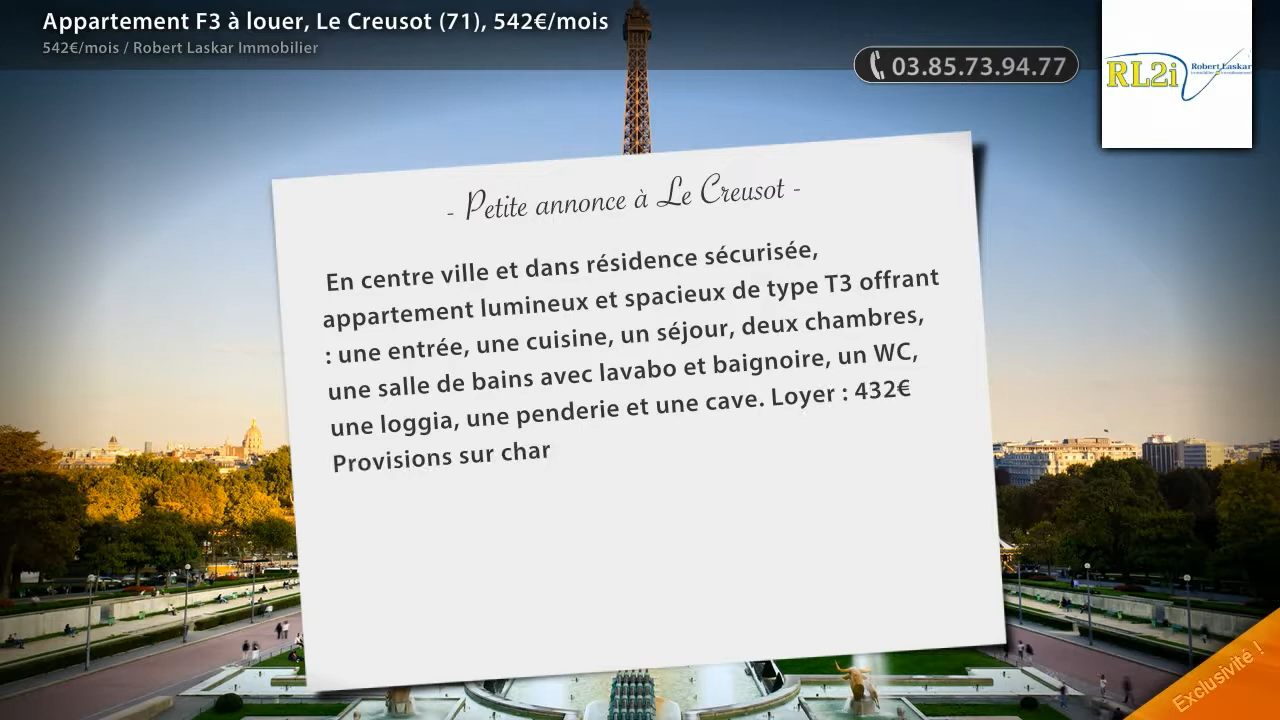 Appartement F3 à louer, Le Creusot (71), 542€/mois
542€/mois / Robert Laskar Immobilier
03.85.73.94.77
RL2i
Robert Laskar
- Petite annonce à Le Creusot -
En centre ville et dans résidence sécurisée,
appartement lumineux et spacieux de type T3 offrant
: une entrée, une cuisine, un séjour, deux chambres,
une salle de bains avec lavabo et baignoire, un WC,
une loggia, une penderie et une cave. Loyer : 432€
Provisions sur char
Exclusivité !